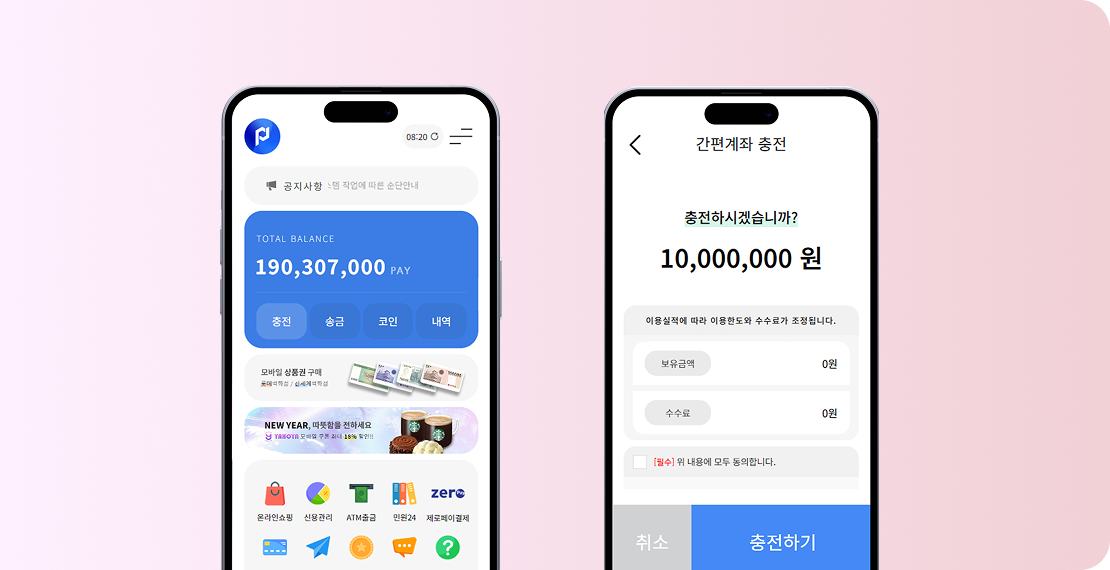 08:20
공지사항 스템 작업에 따른 순단안내
TOTAL BALANCE
190,307,000 PAY
충전 송금 코인 내역
모바일 상품권 구매
롯데백화점 / 신세계백화점
NEW YEAR, 따뜻함을 전하세요
모바일 쿠폰 최대 18% 할인!!
온라인쇼핑 신용관리 ATM출금 민원24 제로페이결제
zero Pay
간편계좌 충전
충전하시겠습니까?
10,000,000 원
이용실적에 따라 이용한도와 수수료가 조정됩니다.
보유금액 0원
수수료 0원
[필수] 위 내용에 모두 동의합니다.
취소 충전하기